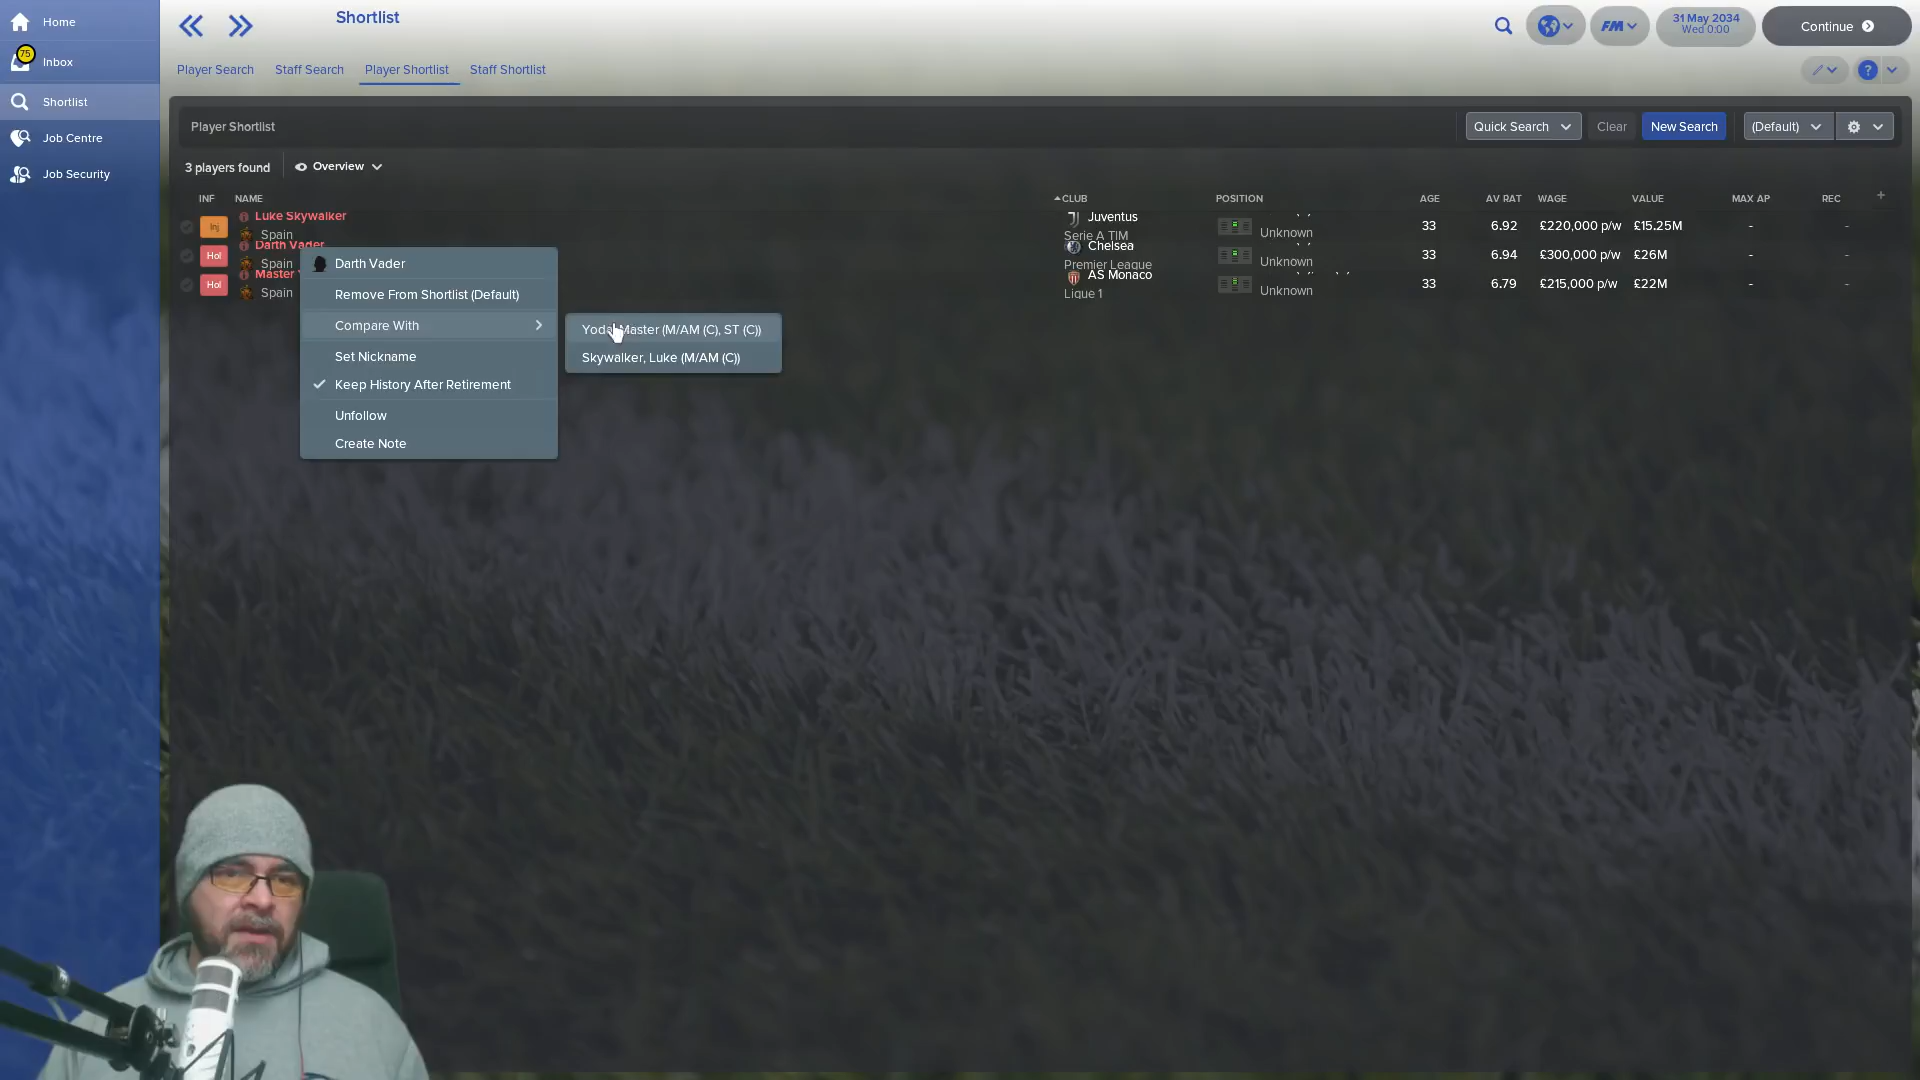 Home
75
Inbox
Shortlist
Job Centre
Job Security
Shortlist
FM
31 May 2034
Wed 0:00
Continue
Player Search
Staff Search
Player Shortlist
Staff Shortlist
?
Player Shortlist
Quick Search
Clear
New Search
(Default)
3 players found
Overview
INF
NAME
CLUB
POSITION
AGE
AV RAT
WAGE
VALUE
MAX AP
REC
+
Inj
Luke Skywalker
Spain
Juventus
Serie A TIM
Unknown
33
6.92
£220,000 p/w
£15.25M
-
-
Hol
Darth Vader
Spain
Chelsea
Premier League
Unknown
33
6.94
£300,000 p/w
£26M
-
-
Hol
Master
Spain
AS Monaco
Ligue 1
Unknown
33
6.79
£215,000 p/w
£22M
-
-
Darth Vader
Remove From Shortlist (Default)
Compare With
Set Nickname
Keep History After Retirement
Unfollow
Create Note
Yoda, Master (M/AM (C), ST (C))
Skywalker, Luke (M/AM (C))